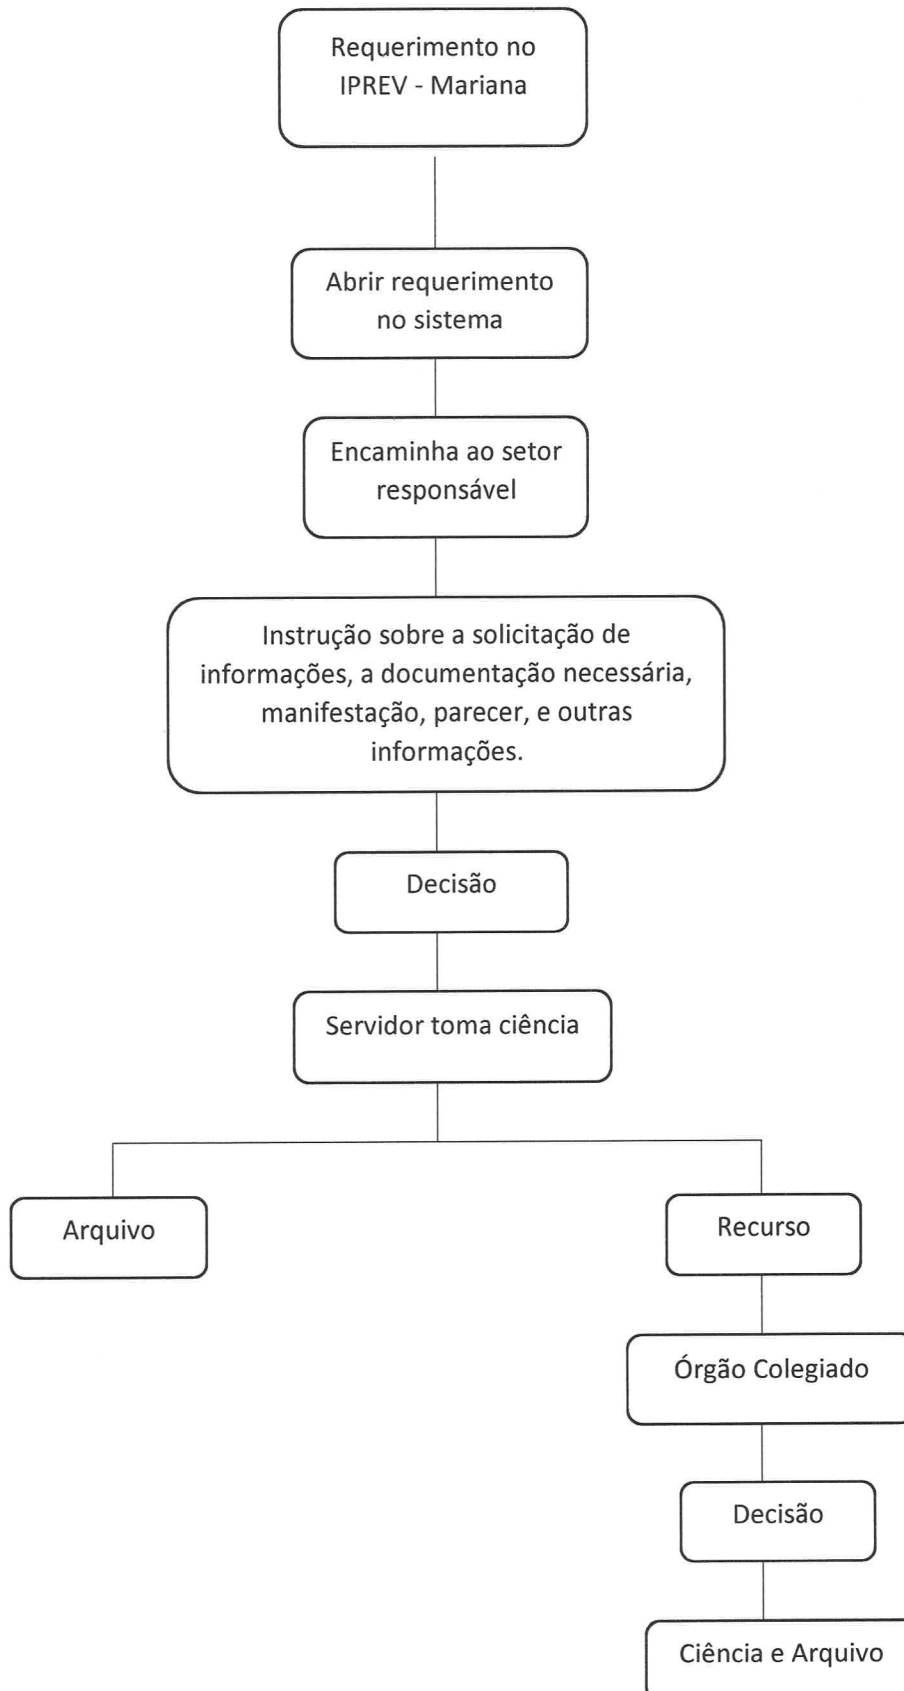 Requerimento no
IPREV - Mariana
Abrir requerimento
no sistema
Encaminha ao setor
responsável
Instrução sobre a solicitação de
informações, a documentação necessária,
manifestação, parecer, e outras
informações.
Decisão
Servidor toma ciência
Arquivo
Recurso
Órgão Colegiado
Decisão
Ciência e Arquivo